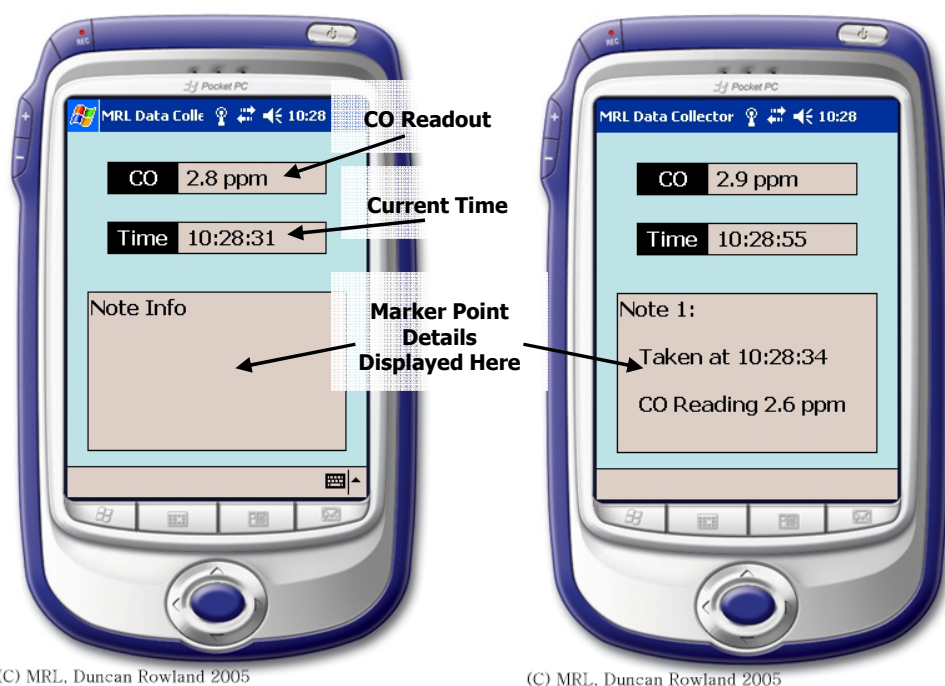 REC
Pocket PC
MRL Data Colle 10:28
CO 2.8 ppm
Time 10:28:31
Note Info
(C) MRL, Duncan Rowland 2005
CO Readout
Current Time
Marker Point
Details
Displayed Here
REC
Pocket PC
MRL Data Collector 10:28
CO 2.9 ppm
Time 10:28:55
Note 1:
Taken at 10:28:34
CO Reading 2.6 ppm
(C) MRL, Duncan Rowland 2005